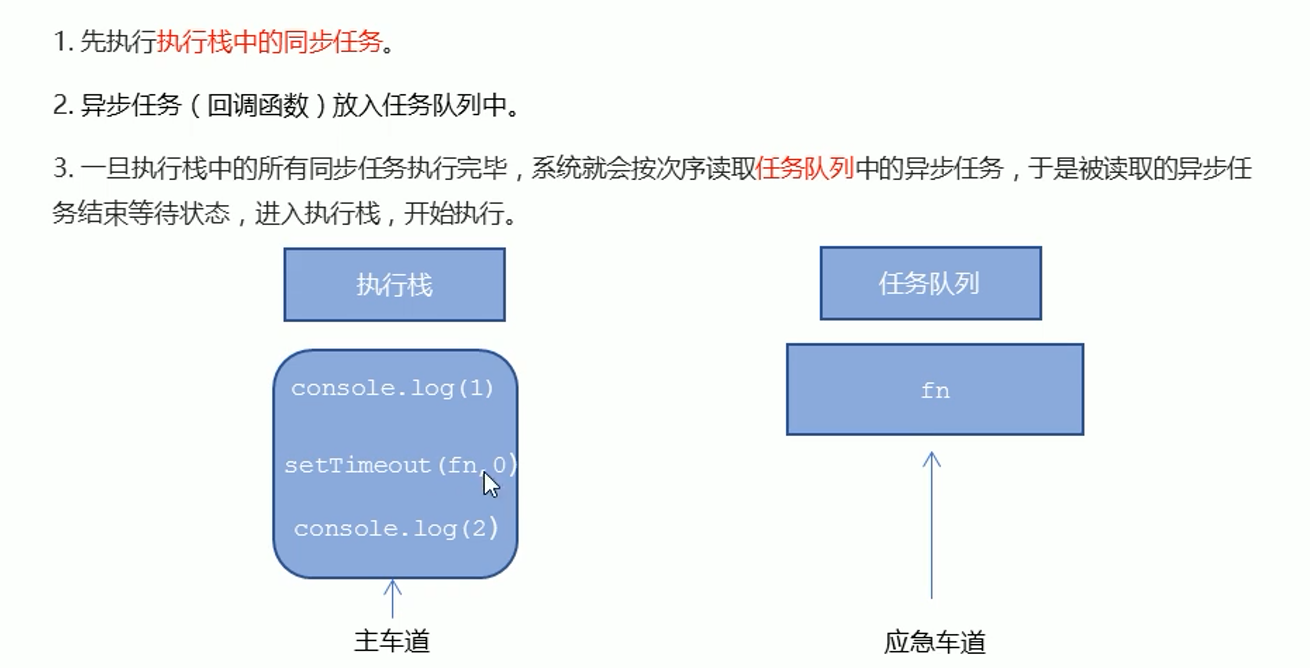 1. 先执行执行栈中的同步任务。
2. 异步任务（回调函数）放入任务队列中。
3. 一旦执行栈中的所有同步任务执行完毕，系统就会按次序读取任务队列中的异步任务，于是被读取的异步任
务结束等待状态，进入执行栈，开始执行。
执行栈
任务队列
console.log(1)
setTimeout(fn,0)
console.log(2)
fn
主车道
应急车道